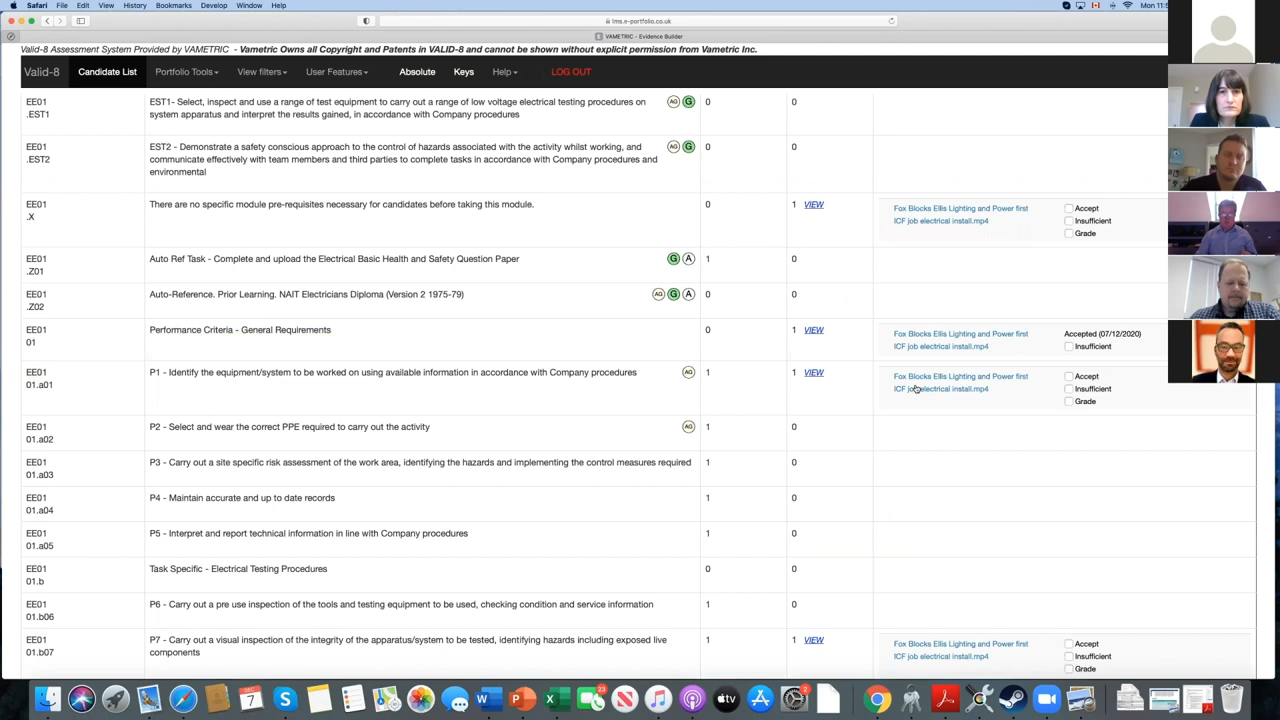 Safari File Edit View History Bookmarks Develop Window Help
Mon 11:5
lms.e-portfolio.co.uk
VAMETRIC - Evidence Builder
Valid-8 Assessment System Provided by VAMETRIC - Vametric Owns all Copyright and Patents in VALID-8 and cannot be shown without explicit permission from Vametric Inc.
Valid-8 Candidate List Portfolio Tools View filters User Features Absolute Keys Help LOG OUT
EE01 EST1- Select, inspect and use a range of test equipment to carry out a range of low voltage electrical testing procedures on AG G 0 0
.EST1 system apparatus and interpret the results gained, in accordance with Company procedures
EE01 EST2 - Demonstrate a safety conscious approach to the control of hazards associated with the activity whilst working, and AG G 0 0
.EST2 communicate effectively with team members and third parties to complete tasks in accordance with Company procedures and
environmental
EE01 There are no specific module pre-requisites necessary for candidates before taking this module. 0 1 VIEW Fox Blocks Ellis Lighting and Power first Accept
.X ICF job electrical install.mp4 Insufficient
Grade
EE01 Auto Ref Task - Complete and upload the Electrical Basic Health and Safety Question Paper G A 1 0
.Z01
EE01 Auto-Reference. Prior Learning. NAIT Electricians Diploma (Version 2 1975-79) AG G A 0 0
.Z02
EE01 Performance Criteria - General Requirements 0 1 VIEW Fox Blocks Ellis Lighting and Power first Accepted (07/12/2020)
01 ICF job electrical install.mp4 Insufficient
EE01 P1 - Identify the equipment/system to be worked on using available information in accordance with Company procedures AG 1 1 VIEW Fox Blocks Ellis Lighting and Power first Accept
01.a01 ICF job electrical install.mp4 Insufficient
Grade
EE01 P2 - Select and wear the correct PPE required to carry out the activity AG 1 0
01.a02
EE01 P3 - Carry out a site specific risk assessment of the work area, identifying the hazards and implementing the control measures required 1 0
01.a03
EE01 P4 - Maintain accurate and up to date records 1 0
01.a04
EE01 P5 - Interpret and report technical information in line with Company procedures 1 0
01.a05
EE01 Task Specific - Electrical Testing Procedures 0 0
01.b
EE01 P6 - Carry out a pre use inspection of the tools and testing equipment to be used, checking condition and service information 1 0
01.b06
EE01 P7 - Carry out a visual inspection of the integrity of the apparatus/system to be tested, identifying hazards including exposed live 1 1 VIEW Fox Blocks Ellis Lighting and Power first Accept
01.b07 components ICF job electrical install.mp4 Insufficient
Grade